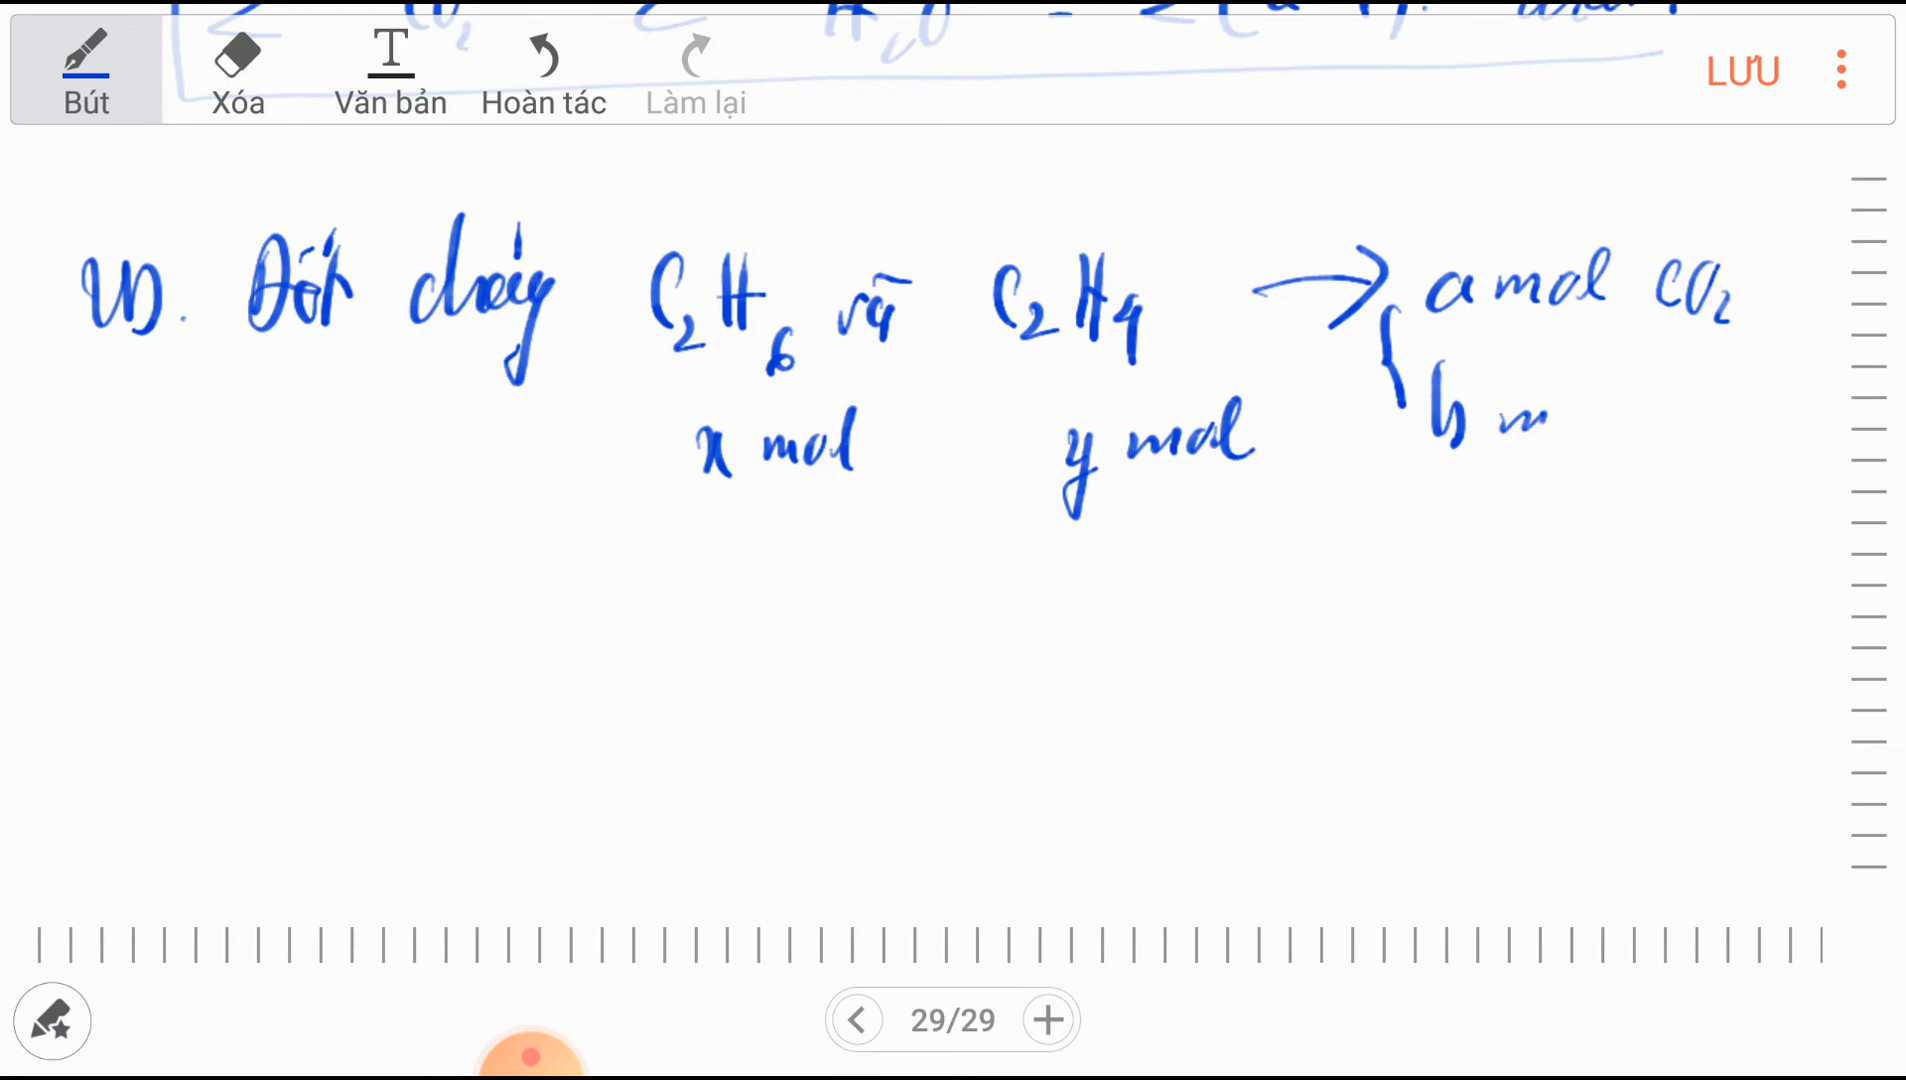 Bút
Xóa
Văn bản
Hoàn tác
Làm lại
LƯU
VD. Đốt cháy C₂H₆ và C₂H₄ → a mol CO₂
b m
x mol y mol
29/29